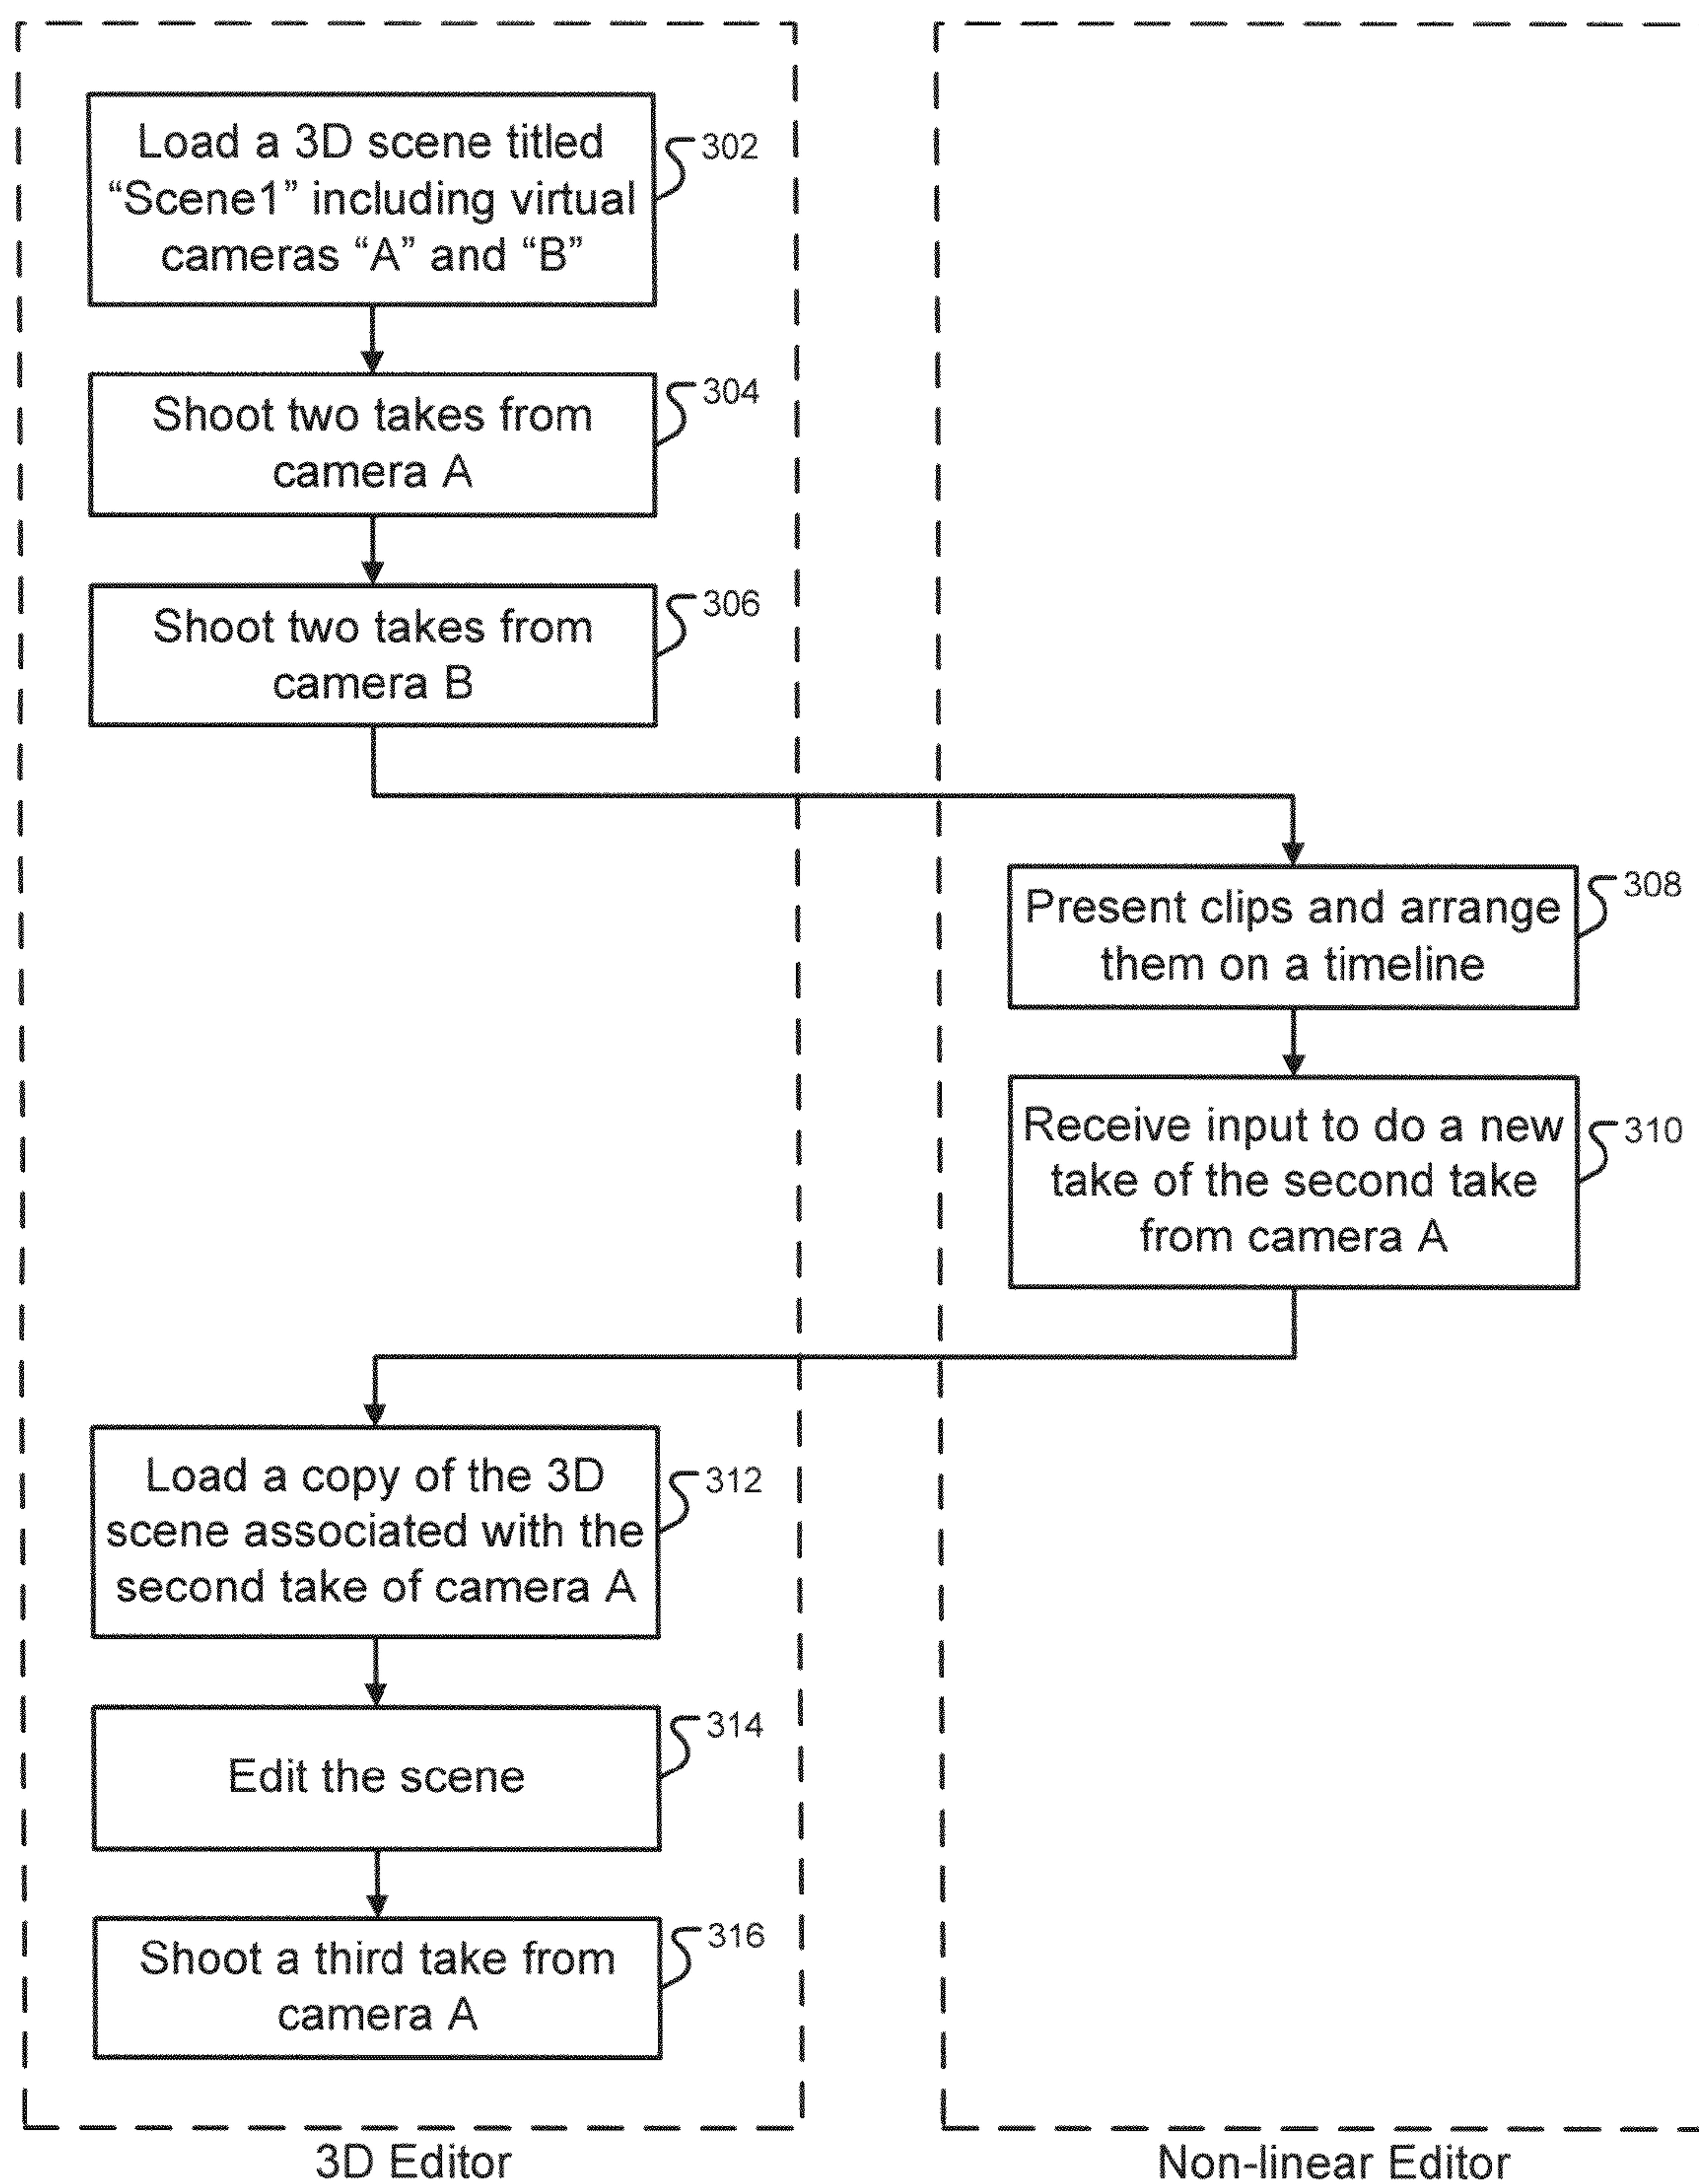 Load a 3D scene titled
“Scene1” including virtual
cameras “A” and “B”
302
Shoot two takes from
camera A
304
Shoot two takes from
camera B
306
Present clips and arrange
them on a timeline
308
Receive input to do a new
take of the second take
from camera A
310
Load a copy of the 3D
scene associated with the
second take of camera A
312
Edit the scene
314
Shoot a third take from
camera A
316
3D Editor
Non-linear Editor